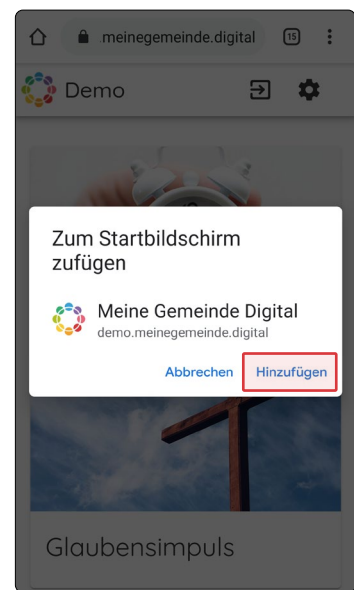 .meinegemeinde.digital 15
Demo
Zum Startbildschirm
zufügen
Meine Gemeinde Digital
demo.meinegemeinde.digital
Abbrechen Hinzufügen
Glaubensimpuls